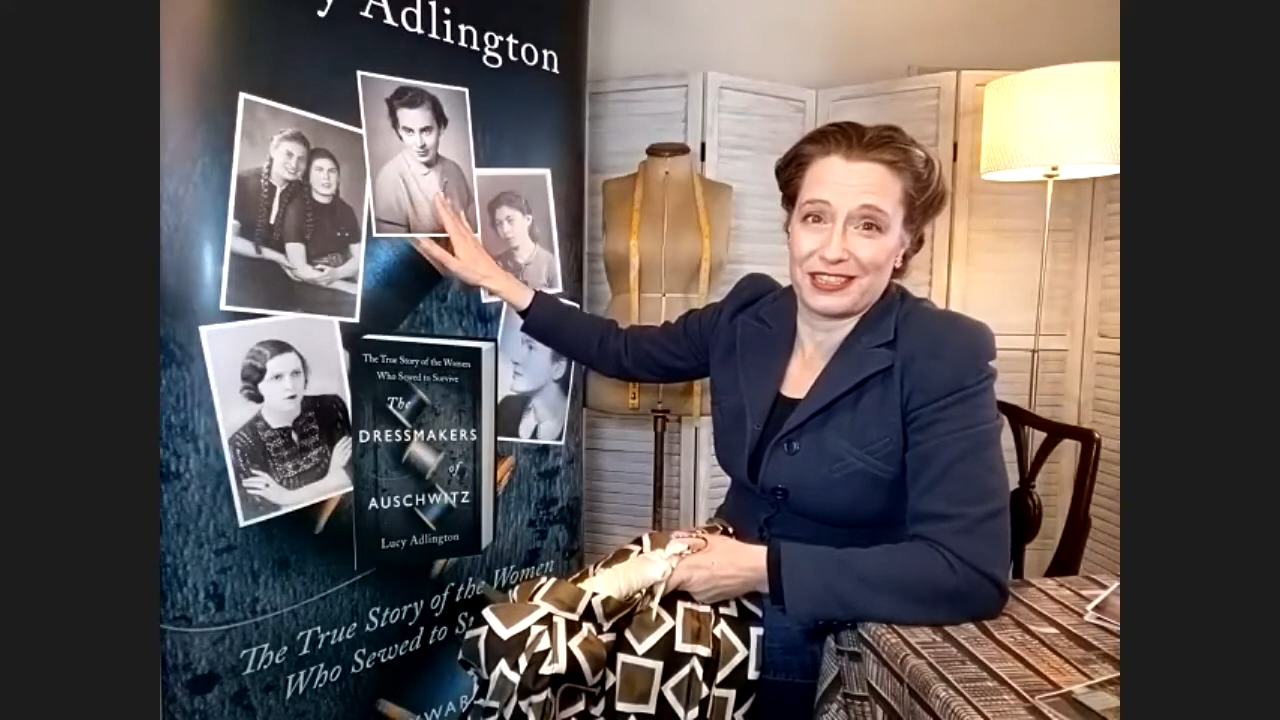 Adlington
The True Story of the Women
Who Sewed to Survive
The
DRESSMAKERS
of
AUSCHWITZ
Lucy Adlington
The True Story of the Women
Who Sewed to
3